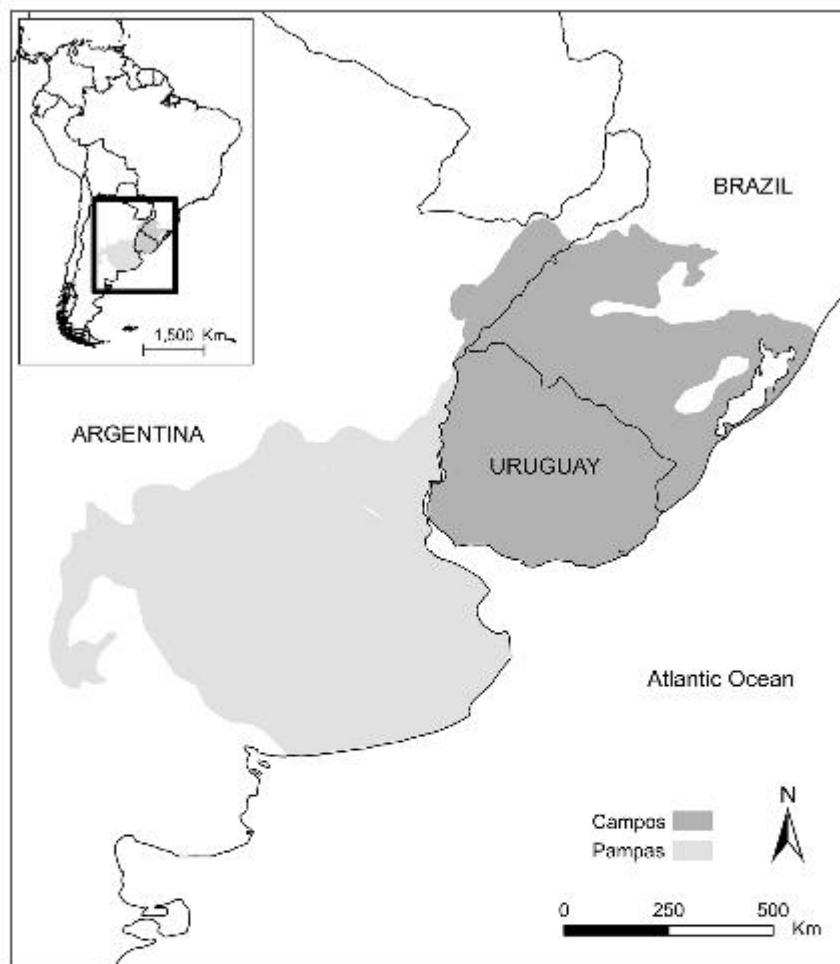 1,500 Km
BRAZIL
ARGENTINA
URUGUAY
Atlantic Ocean
N
Campos
Pampas
0 250 500
Km